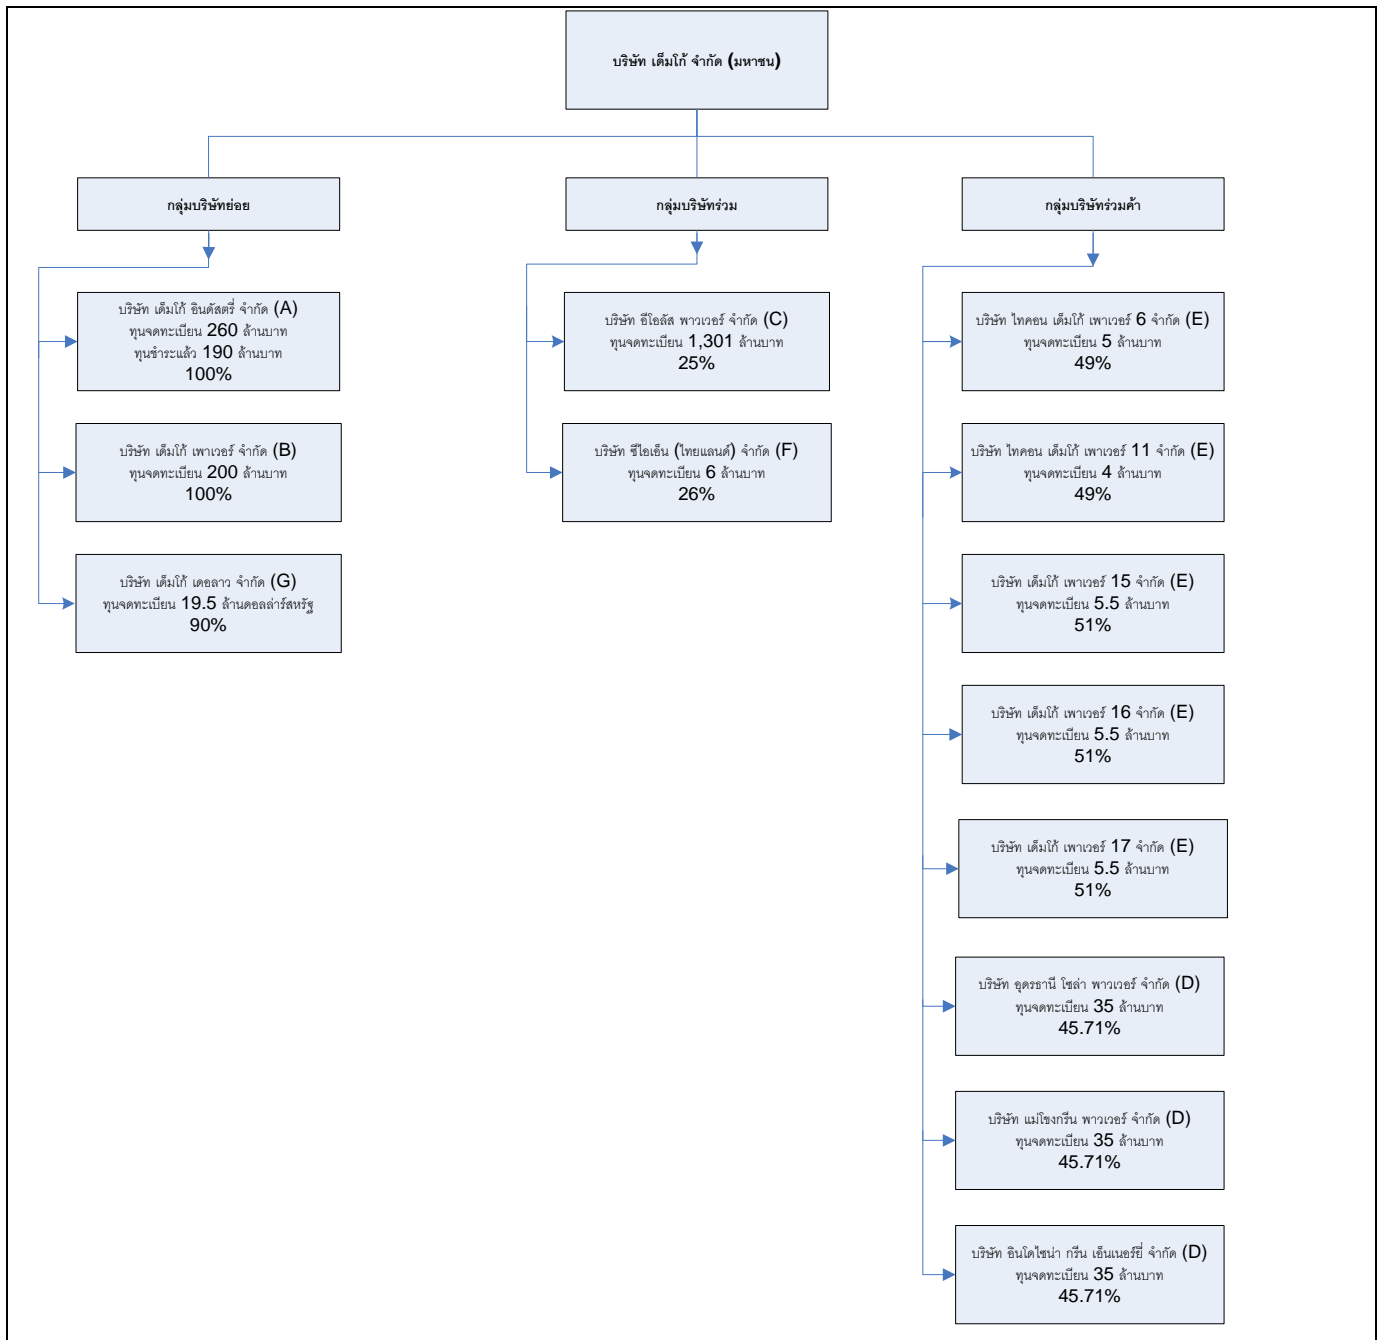 บริษัท เด็มโก้ จำกัด (มหาชน)
กลุ่มบริษัทย่อย
กลุ่มบริษัทร่วม
กลุ่มบริษัทร่วมค้า
บริษัท เด็มโก้ อินดัสตรี่ จำกัด (A)
ทุนจดทะเบียน 260 ล้านบาท
ทุนชำระแล้ว 190 ล้านบาท
100%
บริษัท เด็มโก้ เพาเวอร์ จำกัด (B)
ทุนจดทะเบียน 200 ล้านบาท
100%
บริษัท เด็มโก้ เดอลาว จำกัด (G)
ทุนจดทะเบียน 19.5 ล้านดอลล่าร์สหรัฐ
90%
บริษัท อีโอลัส พาวเวอร์ จำกัด (C)
ทุนจดทะเบียน 1,301 ล้านบาท
25%
บริษัท ซีไอเอ็น (ไทยแลนด์) จำกัด (F)
ทุนจดทะเบียน 6 ล้านบาท
26%
บริษัท ไทคอน เด็มโก้ เพาเวอร์ 6 จำกัด (E)
ทุนจดทะเบียน 5 ล้านบาท
49%
บริษัท ไทคอน เด็มโก้ เพาเวอร์ 11 จำกัด (E)
ทุนจดทะเบียน 4 ล้านบาท
49%
บริษัท เด็มโก้ เพาเวอร์ 15 จำกัด (E)
ทุนจดทะเบียน 5.5 ล้านบาท
51%
บริษัท เด็มโก้ เพาเวอร์ 16 จำกัด (E)
ทุนจดทะเบียน 5.5 ล้านบาท
51%
บริษัท เด็มโก้ เพาเวอร์ 17 จำกัด (E)
ทุนจดทะเบียน 5.5 ล้านบาท
51%
บริษัท อุดรธานี โซล่า พาวเวอร์ จำกัด (D)
ทุนจดทะเบียน 35 ล้านบาท
45.71%
บริษัท แม่โขงกรีน พาวเวอร์ จำกัด (D)
ทุนจดทะเบียน 35 ล้านบาท
45.71%
บริษัท อินโดไชน่า กรีน เอ็นเนอร์ยี่ จำกัด (D)
ทุนจดทะเบียน 35 ล้านบาท
45.71%